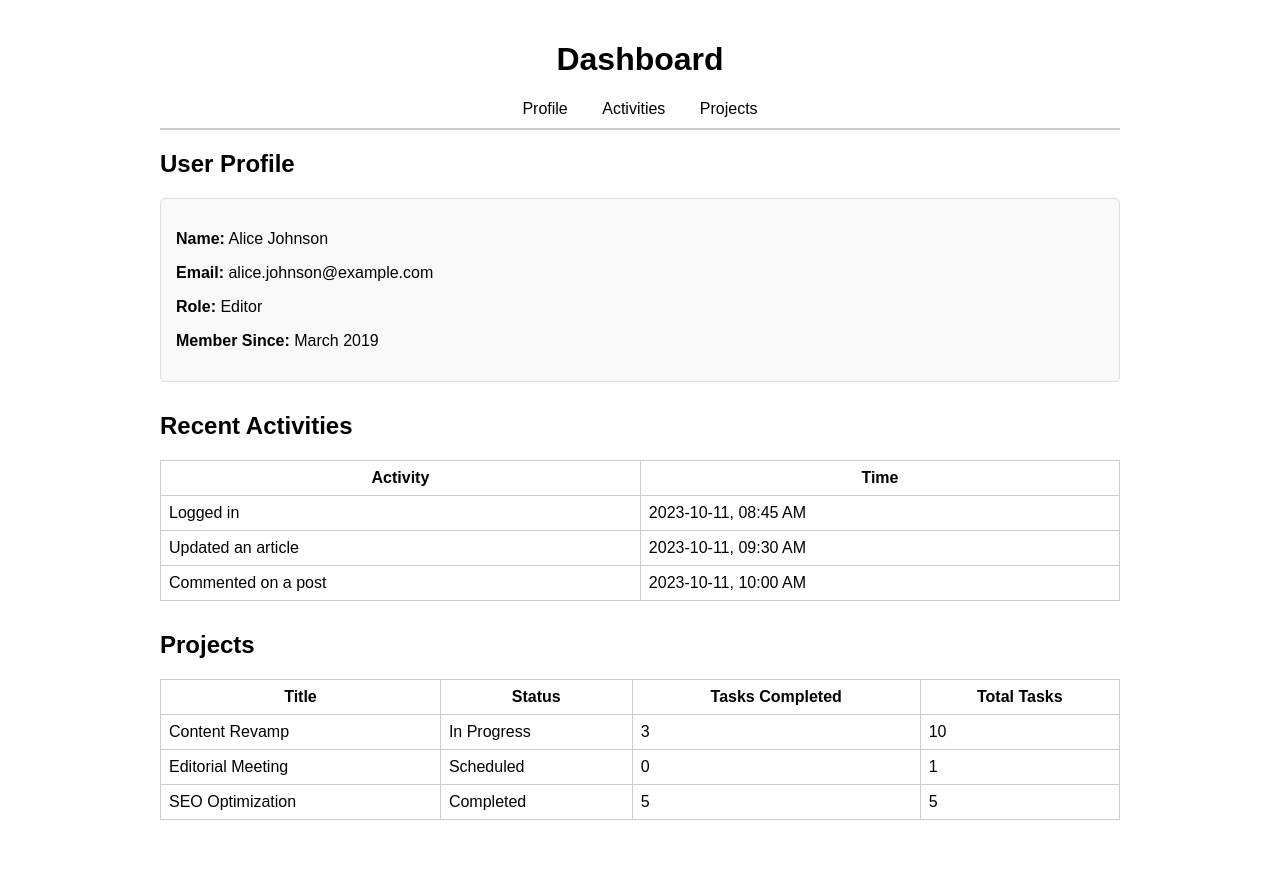 Dashboard
Profile Activities Projects
User Profile
Name: Alice Johnson
Email: alice.johnson@example.com
Role: Editor
Member Since: March 2019
Recent Activities
Activity Time
Logged in 2023-10-11, 08:45 AM
Updated an article 2023-10-11, 09:30 AM
Commented on a post 2023-10-11, 10:00 AM
Projects
Title Status Tasks Completed Total Tasks
Content Revamp In Progress 3 10
Editorial Meeting Scheduled 0 1
SEO Optimization Completed 5 5